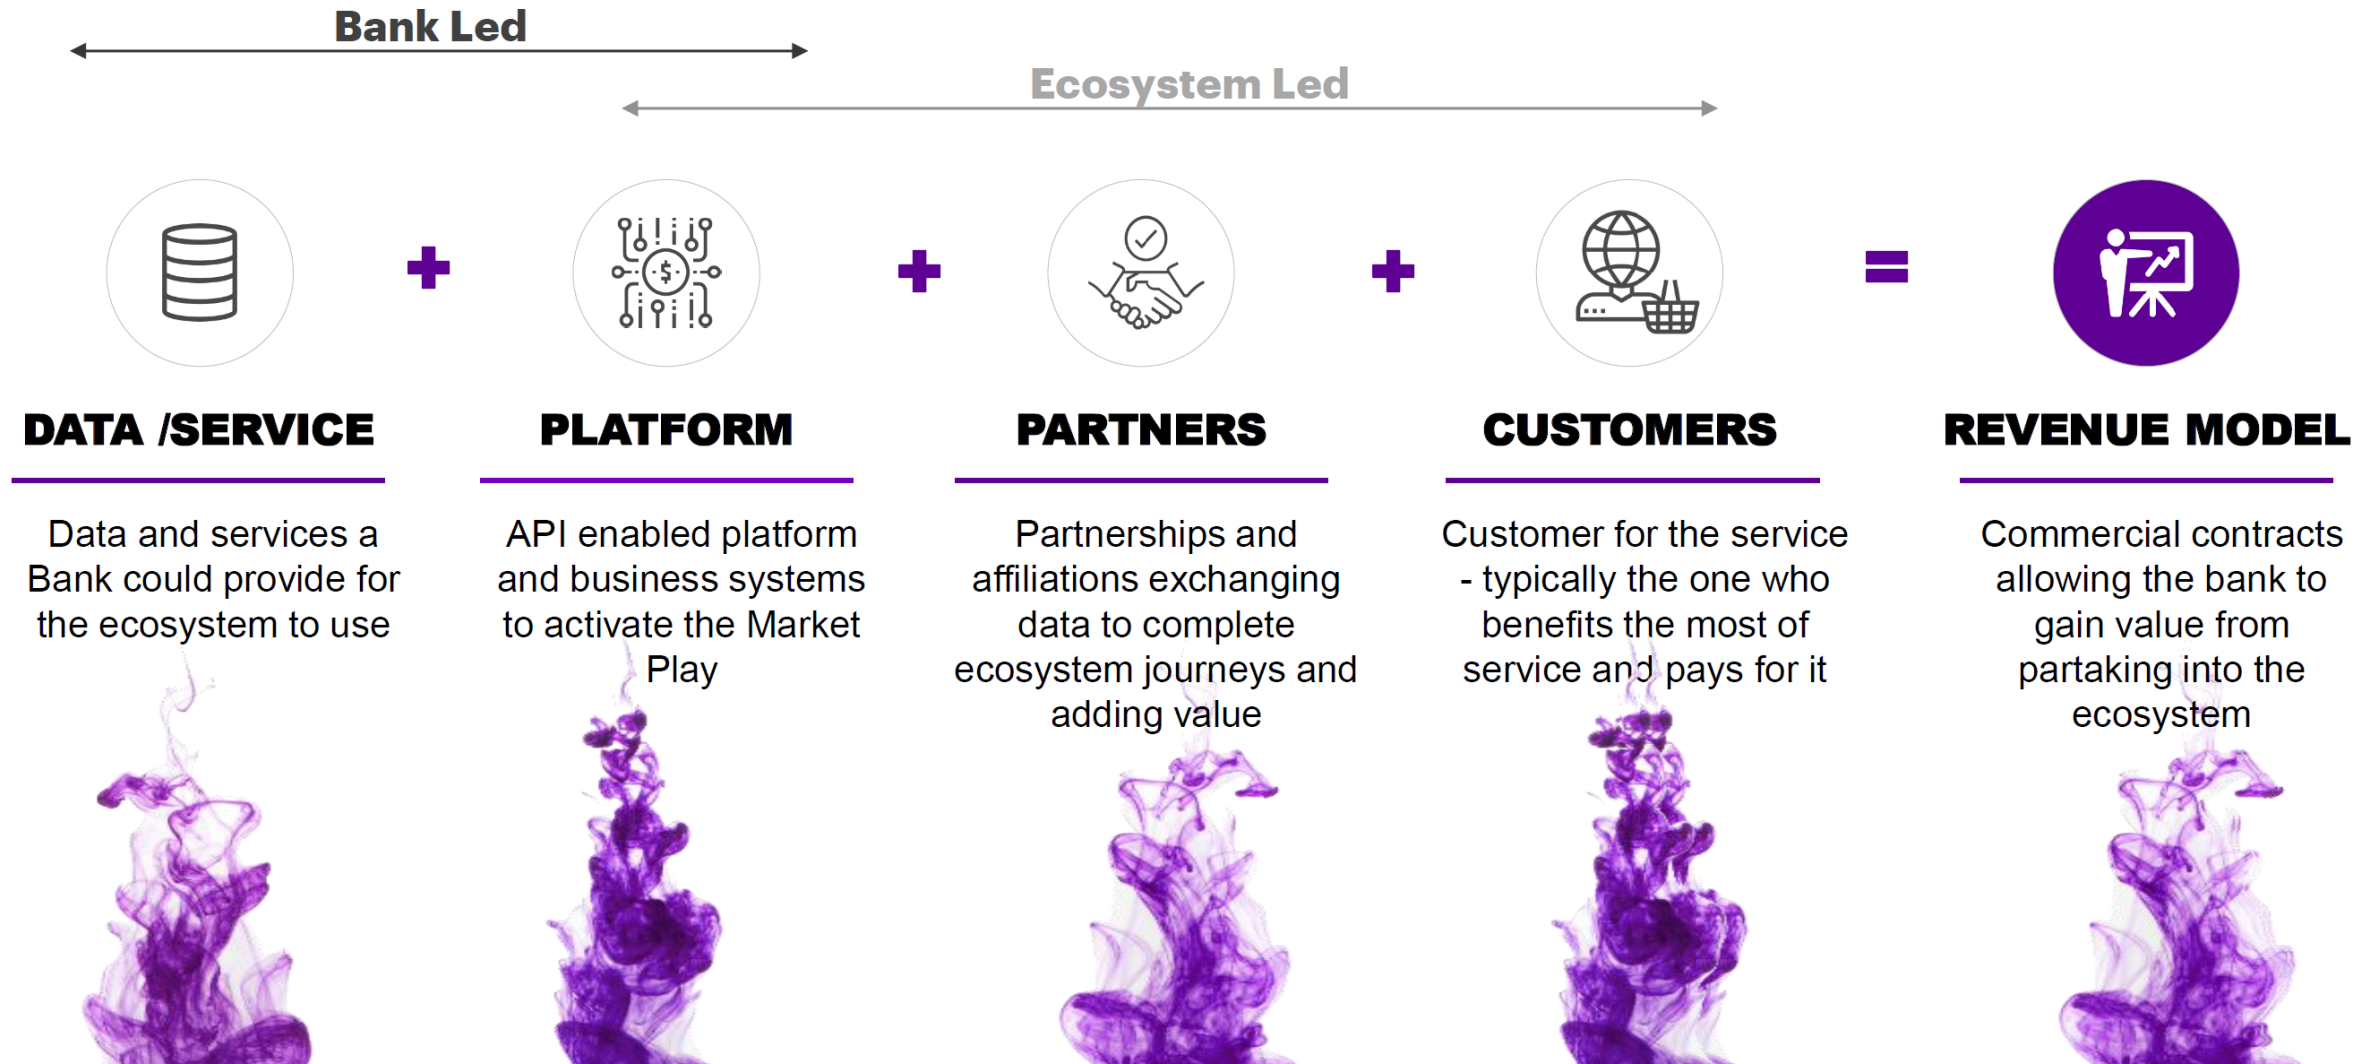 Bank Led
Ecosystem Led
DATA /SERVICE
Data and services a
Bank could provide for
the ecosystem to use
PLATFORM
API enabled platform
and business systems
to activate the Market
Play
PARTNERS
Partnerships and
affiliations exchanging
data to complete
ecosystem journeys and
adding value
CUSTOMERS
Customer for the service
- typically the one who
benefits the most of
service and pays for it
REVENUE MODEL
Commercial contracts
allowing the bank to
gain value from
partaking into the
ecosystem